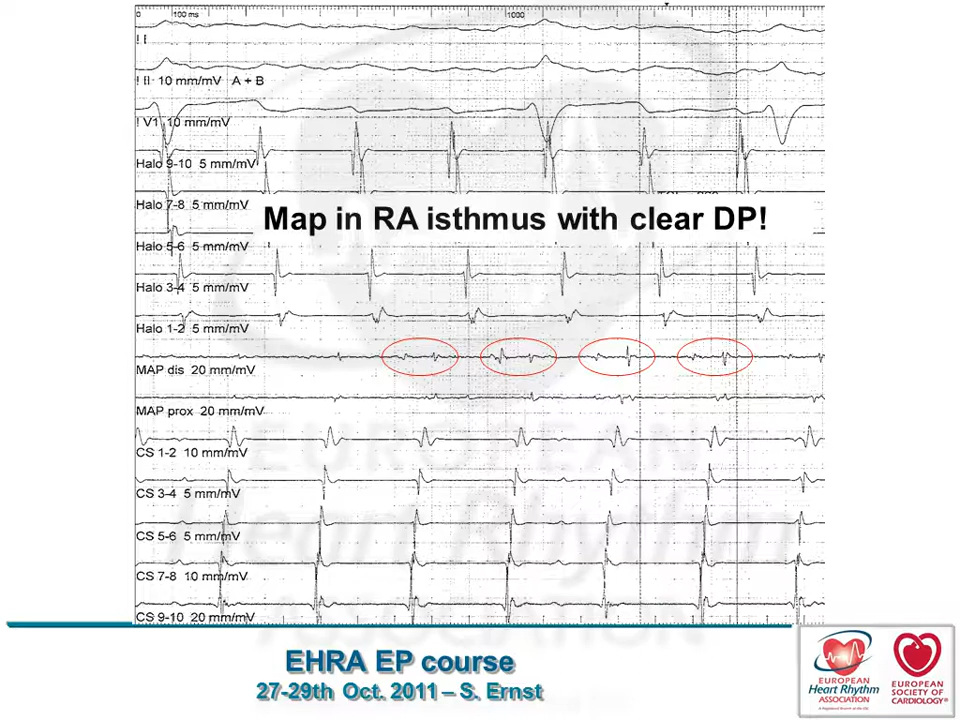 0 100 ms 1000
! I
! II 10 mm/mV A + B
! V1 10 mm/mV
Halo 9-10 5 mm/mV
Halo 7-8 5 mm/mV
Map in RA isthmus with clear DP!
Halo 5-6 5 mm/mV
Halo 3-4 5 mm/mV
Halo 1-2 5 mm/mV
MAP dis 20 mm/mV
MAP prox 20 mm/mV
CS 1-2 10 mm/mV
CS 3-4 5 mm/mV
CS 5-6 5 mm/mV
CS 7-8 10 mm/mV
CS 9-10 20 mm/mV
EUROPEAN
Heart Rhythm
ASSOCIATION
EHRA EP course
27-29th Oct. 2011 – S. Ernst
EUROPEAN
Heart Rhythm
ASSOCIATION
EUROPEAN
SOCIETY OF
CARDIOLOGY®